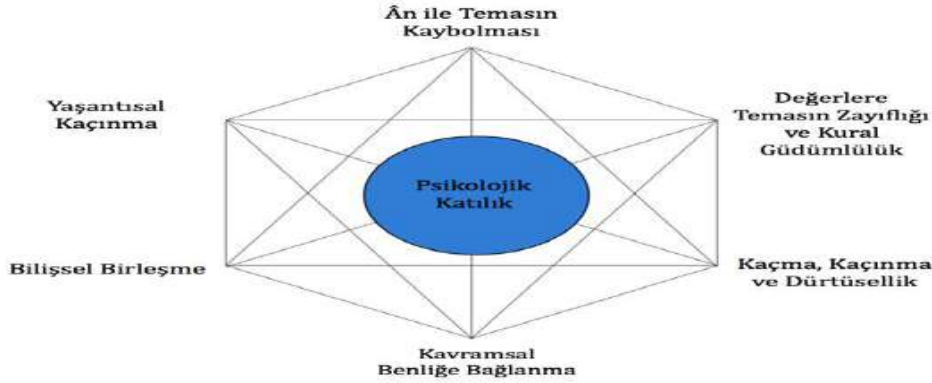 Ân ile Temasın
Kaybolması
Yaşantısal
Kaçınma
Değerlere
Temasın Zayıflığı
ve Kural
Güdümlülük
Psikolojik
Katılık
Bilişsel Birleşme
Kaçma, Kaçınma
ve Dürtüsellik
Kavramsal
Benliğe Bağlanma